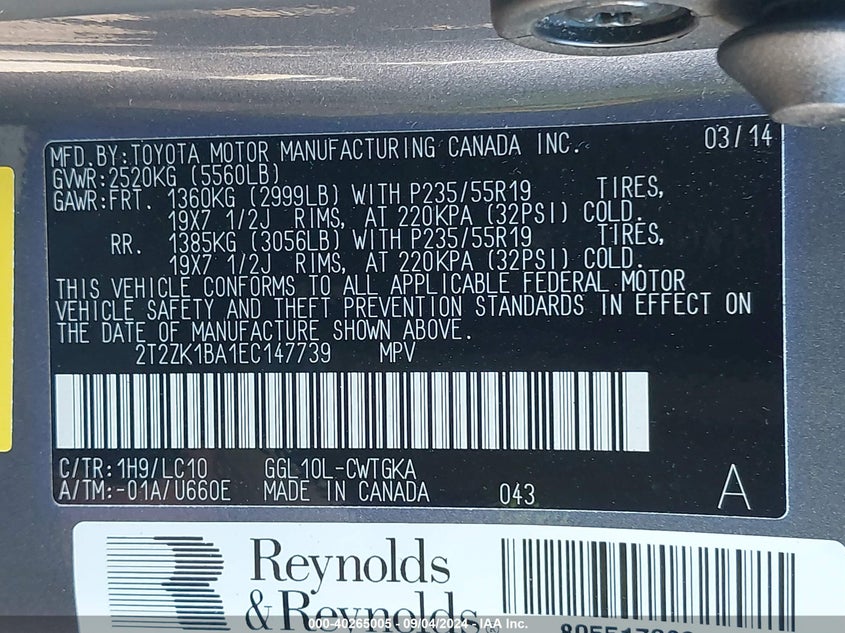 MFD.BY:TOYOTA MOTOR MANUFACTURING CANADA INC. 03/14
GVWR:2520KG (5560LB)
GAWR:FRT. 1360KG (2999LB) WITH P235/55R19 TIRES,
19X7 1/2J RIMS, AT 220KPA (32PSI) COLD.
RR. 1385KG (3056LB) WITH P235/55R19 TIRES,
19X7 1/2J RIMS, AT 220KPA (32PSI) COLD.
THIS VEHICLE CONFORMS TO ALL APPLICABLE FEDERAL MOTOR
VEHICLE SAFETY AND THEFT PREVENTION STANDARDS IN EFFECT ON
THE DATE OF MANUFACTURE SHOWN ABOVE.
2T2ZK1BA1EC147739 MPV
C/TR:1H9/LC10 GGL10L-CWTGKA
A/TM:-01A/U660E MADE IN CANADA 043 A
Reynolds
& Reynolds
000-40265005 - 09/04/2024 - IAA Inc.